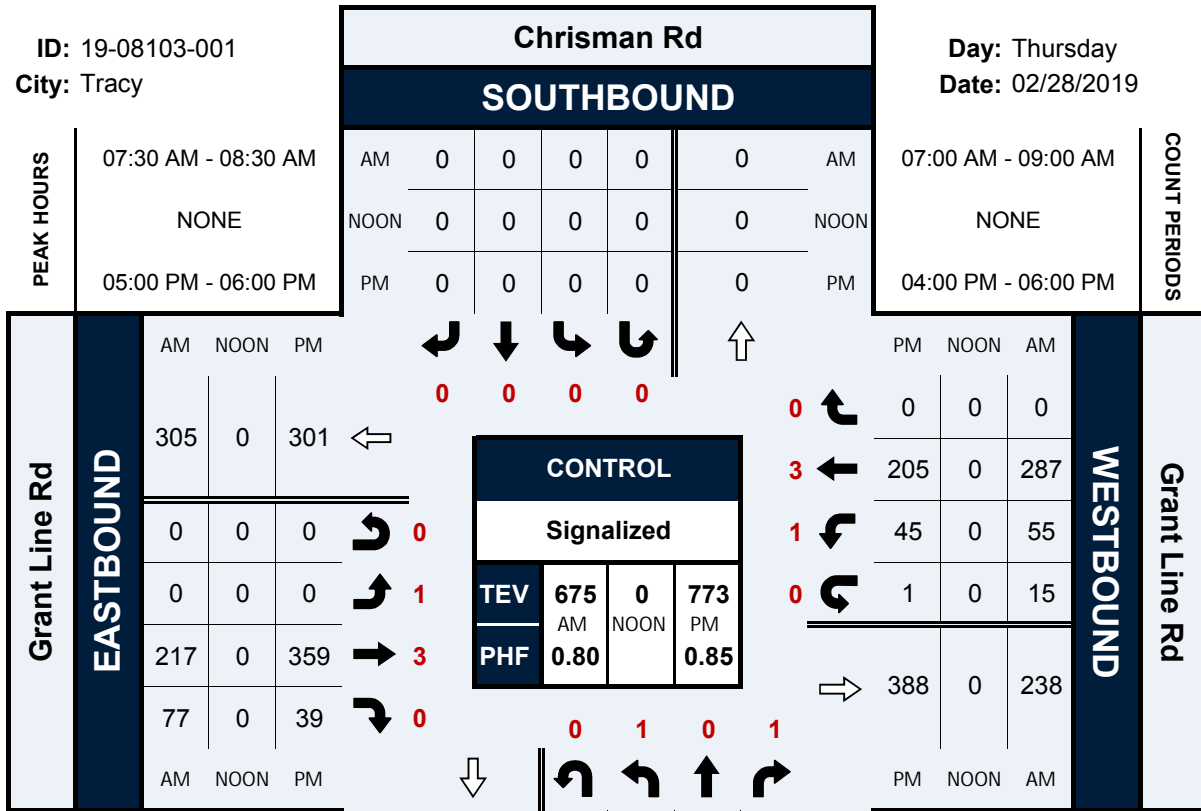 Chrisman Rd
ID: 19-08103-001
City: Tracy
SOUTHBOUND
Day: Thursday
Date: 02/28/2019
PEAK HOURS
07:30 AM - 08:30 AM
NONE
05:00 PM - 06:00 PM
AM 0 0 0 0 0 AM
NOON 0 0 0 0 0 NOON
PM 0 0 0 0 0 PM
07:00 AM - 09:00 AM
NONE
04:00 PM - 06:00 PM
COUNT PERIODS
0 0 0 0
Grant Line Rd
EASTBOUND
AM NOON PM
305 0 301
0 0 0 0
0 0 0 1
217 0 359 3
77 0 39 0
AM NOON PM
CONTROL
Signalized
TEV 675 0 773
AM NOON PM
PHF 0.80 0.85
PM NOON AM
0 0 0 0
3 205 0 287
1 45 0 55
0 1 0 15
388 0 238
PM NOON AM
WESTBOUND
Grant Line Rd
0 1 0 1